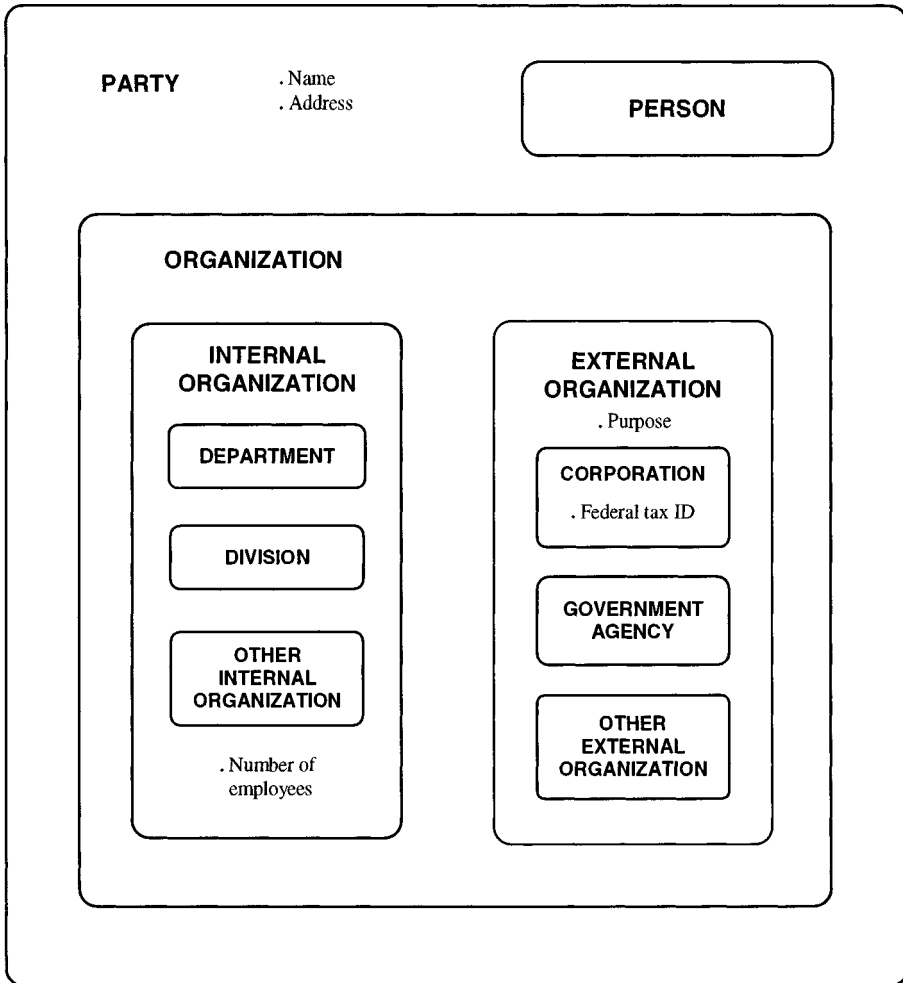 PARTY
. Name
. Address
PERSON
ORGANIZATION
INTERNAL
ORGANIZATION
DEPARTMENT
DIVISION
OTHER
INTERNAL
ORGANIZATION
. Number of
employees
EXTERNAL
ORGANIZATION
. Purpose
CORPORATION
. Federal tax ID
GOVERNMENT
AGENCY
OTHER
EXTERNAL
ORGANIZATION